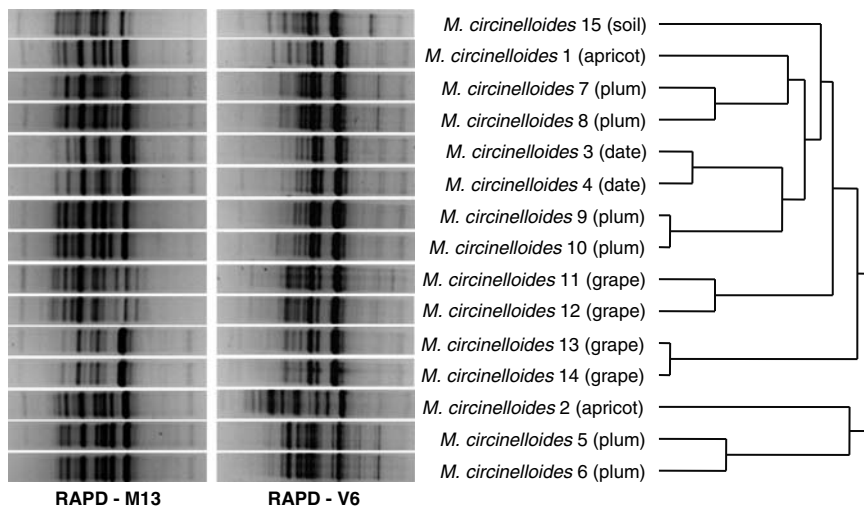 M. circinelloides 15 (soil)
M. circinelloides 1 (apricot)
M. circinelloides 7 (plum)
M. circinelloides 8 (plum)
M. circinelloides 3 (date)
M. circinelloides 4 (date)
M. circinelloides 9 (plum)
M. circinelloides 10 (plum)
M. circinelloides 11 (grape)
M. circinelloides 12 (grape)
M. circinelloides 13 (grape)
M. circinelloides 14 (grape)
M. circinelloides 2 (apricot)
M. circinelloides 5 (plum)
M. circinelloides 6 (plum)
RAPD - M13 RAPD - V6